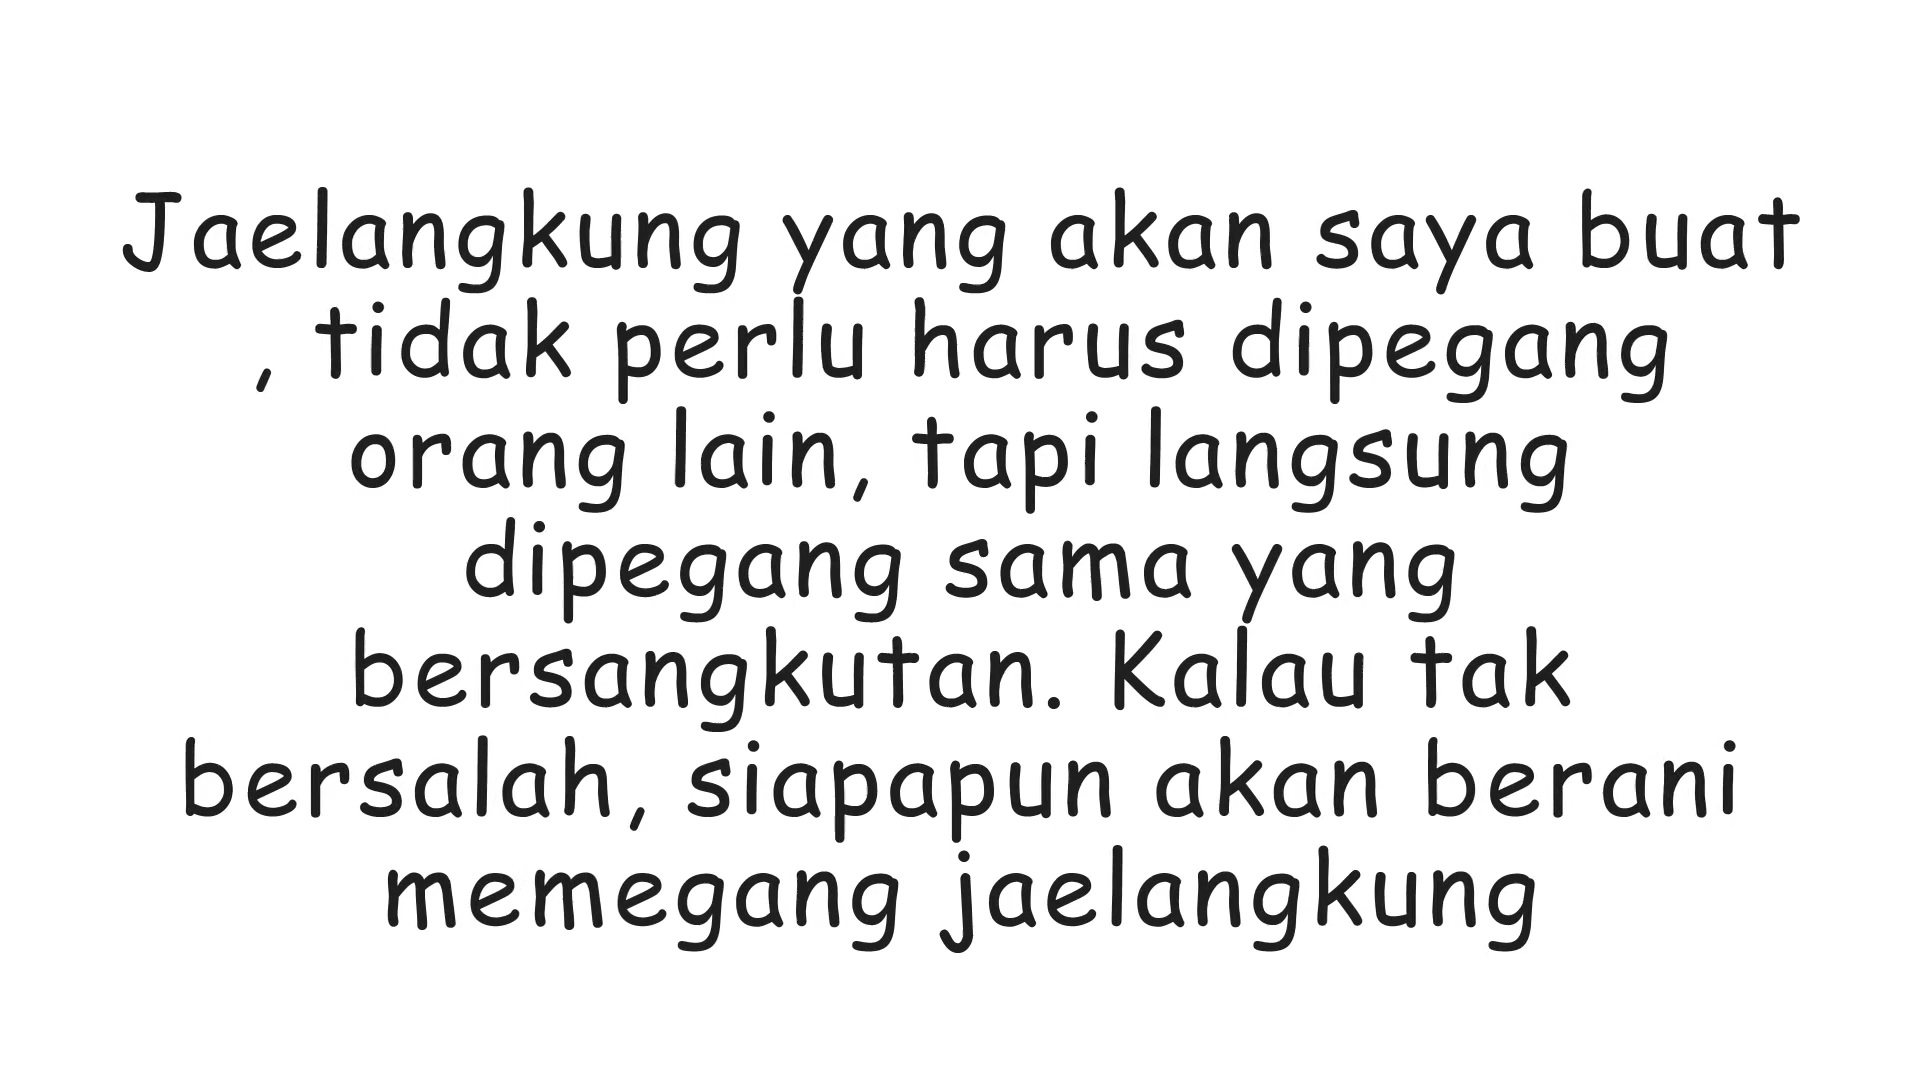 Jaelangkung yang akan saya buat
, tidak perlu harus dipegang
orang lain, tapi langsung
dipegang sama yang
bersangkutan. Kalau tak
bersalah, siapapun akan berani
memegang jaelangkung